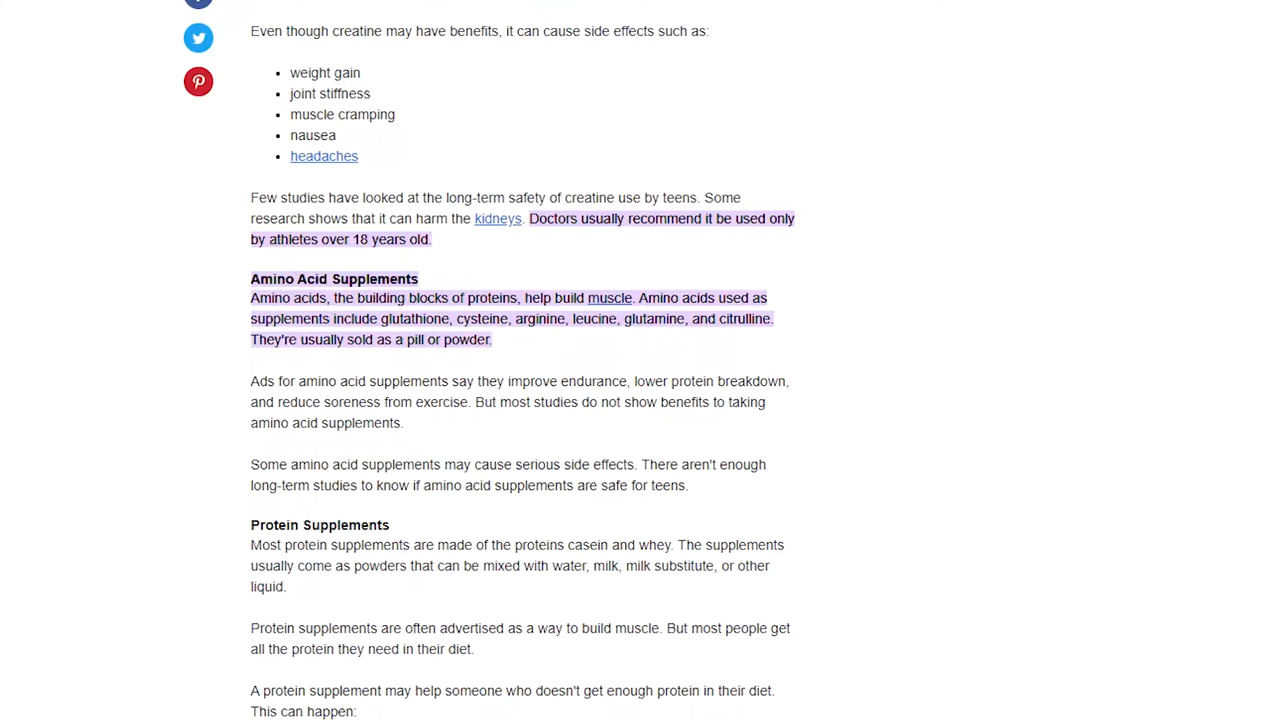 Even though creatine may have benefits, it can cause side effects such as:
• weight gain
• joint stiffness
• muscle cramping
• nausea
• headaches
Few studies have looked at the long-term safety of creatine use by teens. Some
research shows that it can harm the kidneys. Doctors usually recommend it be used only
by athletes over 18 years old.
Amino Acid Supplements
Amino acids, the building blocks of proteins, help build muscle. Amino acids used as
supplements include glutathione, cysteine, arginine, leucine, glutamine, and citrulline.
They're usually sold as a pill or powder.
Ads for amino acid supplements say they improve endurance, lower protein breakdown,
and reduce soreness from exercise. But most studies do not show benefits to taking
amino acid supplements.
Some amino acid supplements may cause serious side effects. There aren't enough
long-term studies to know if amino acid supplements are safe for teens.
Protein Supplements
Most protein supplements are made of the proteins casein and whey. The supplements
usually come as powders that can be mixed with water, milk, milk substitute, or other
liquid.
Protein supplements are often advertised as a way to build muscle. But most people get
all the protein they need in their diet.
A protein supplement may help someone who doesn't get enough protein in their diet.
This can happen: